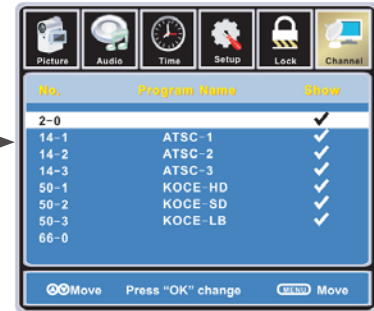 Picture Audio Time Setup Lock Channel
No. Program Name Show
2-0
14-1 ATSC-1
14-2 ATSC-2
14-3 ATSC-3
50-1 KOCE-HD
50-2 KOCE-SD
50-3 KOCE-LB
66-0
Move Press “OK” change MENU Move